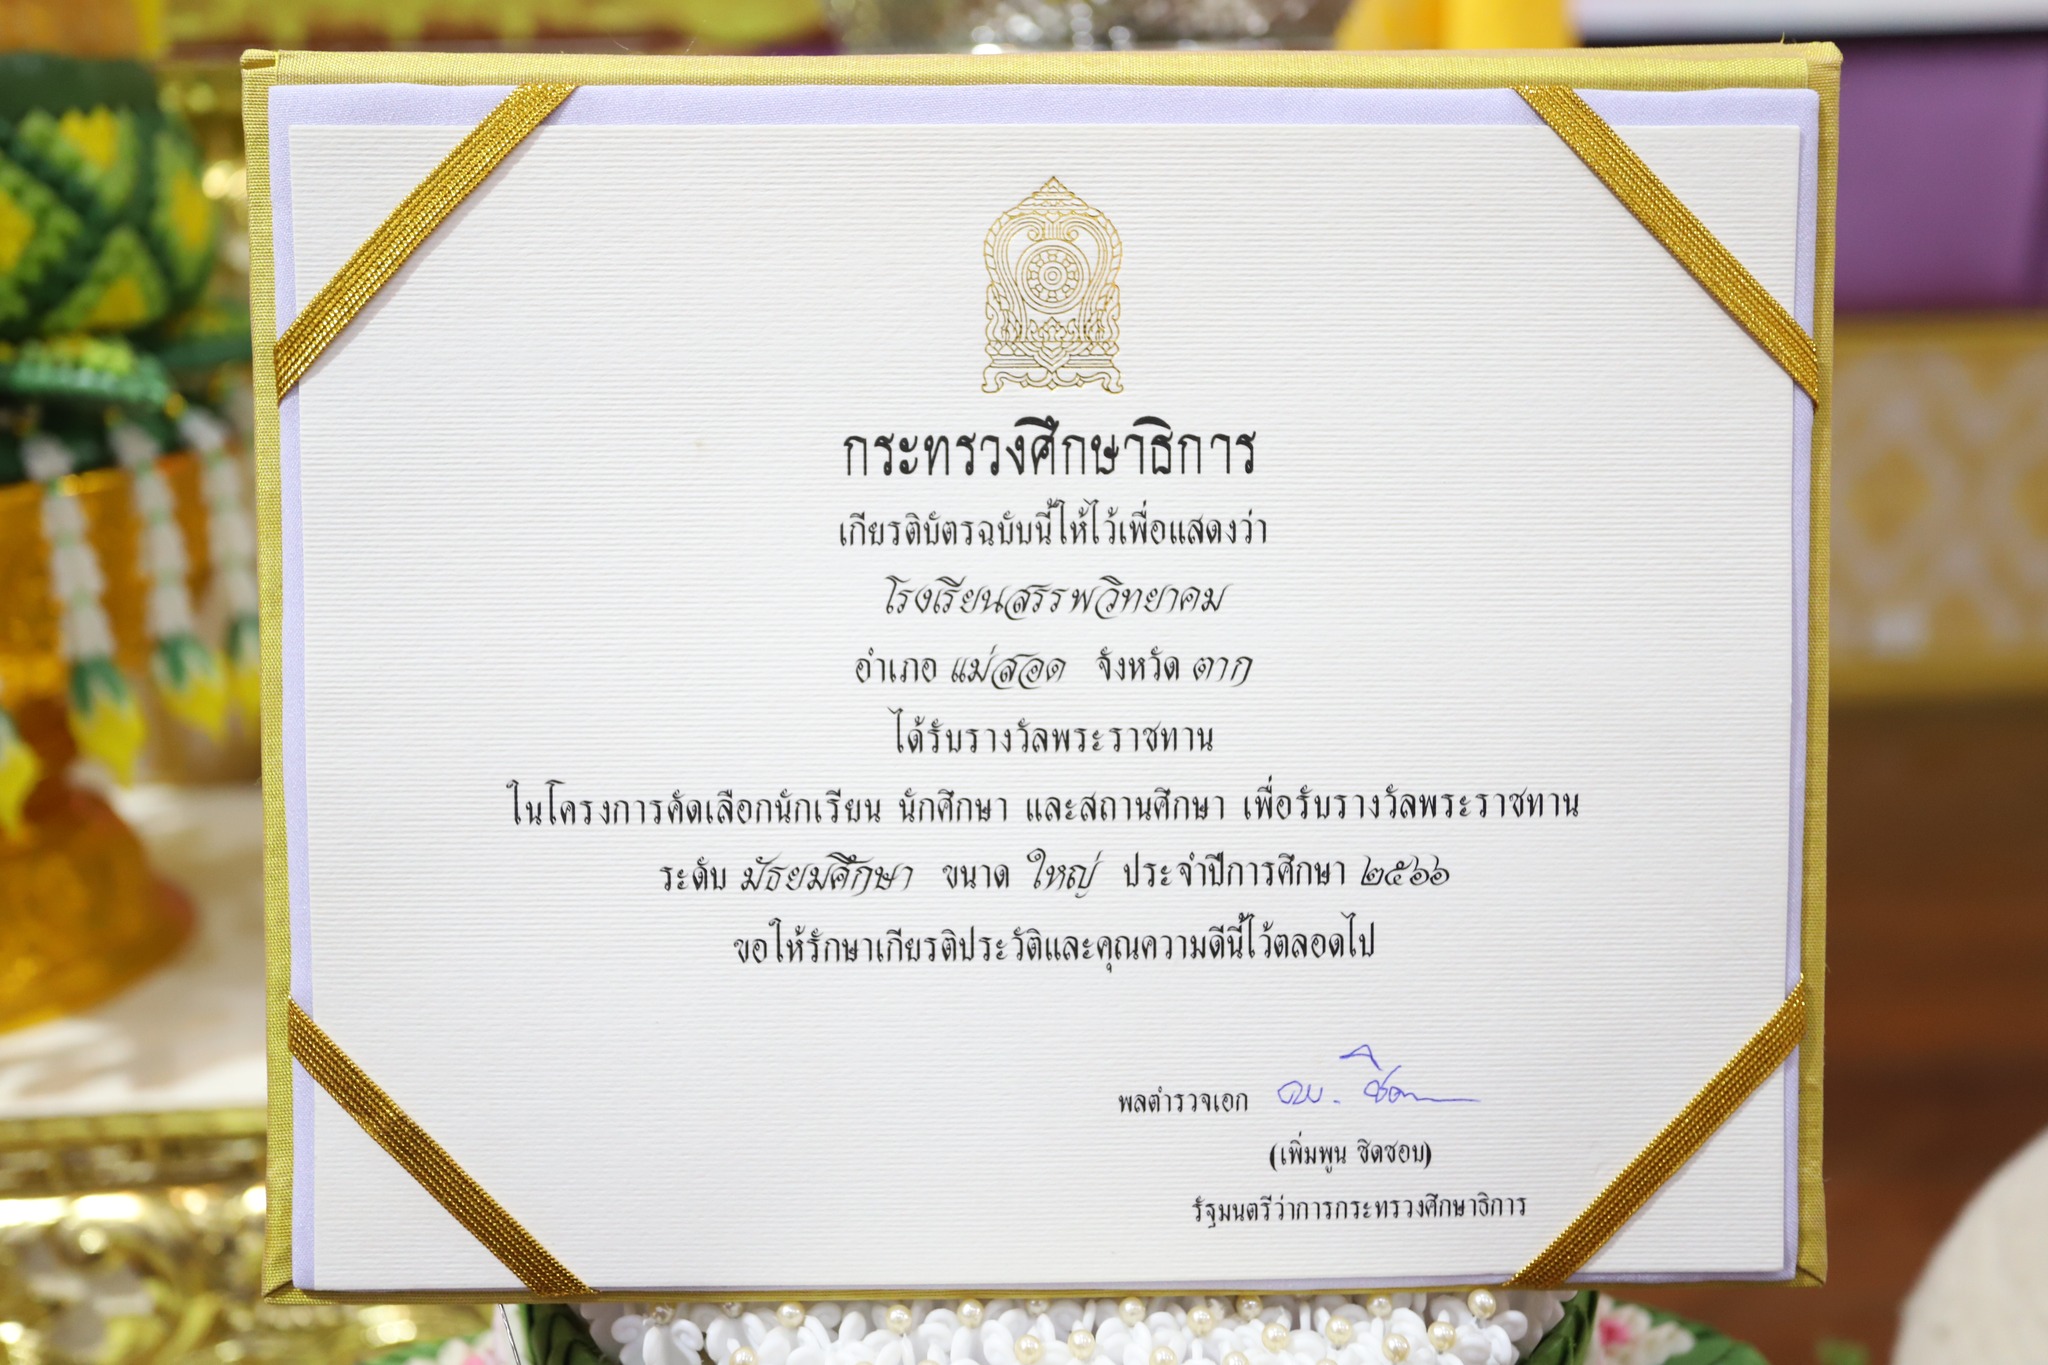 กระทรวงศึกษาธิการ
เกียรติบัตรฉบับนี้ให้ไว้เพื่อแสดงว่า
โรงเรียนสรรพวิทยาคม
อำเภอ แม่สอด จังหวัด ตาก
ได้รับรางวัลพระราชทาน
ในโครงการคัดเลือกนักเรียน นักศึกษา และสถานศึกษา เพื่อรับรางวัลพระราชทาน
ระดับ มัธยมศึกษา ขนาด ใหญ่ ประจำปีการศึกษา ๒๕๖๖
ขอให้รักษาเกียรติประวัติและคุณความดีนี้ไว้ตลอดไป
พลตำรวจเอก
(เพิ่มพูน ชิดชอบ)
รัฐมนตรีว่าการกระทรวงศึกษาธิการ